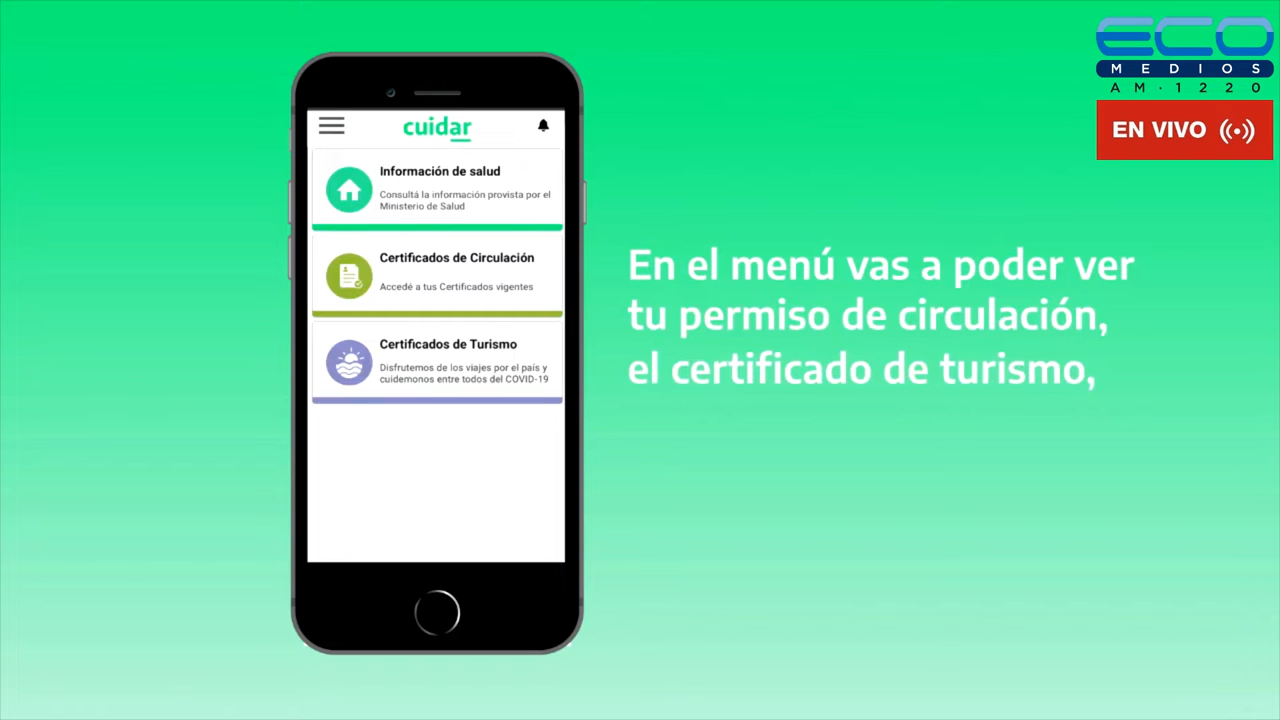 ECO
MEDIOS
AM·1220
EN VIVO
cuidar
Información de salud
Consultá la información provista por el
Ministerio de Salud
Certificados de Circulación
Accedé a tus Certificados vigentes
Certificados de Turismo
Disfrutemos de los viajes por el país y
cuidemonos entre todos del COVID-19
En el menú vas a poder ver
tu permiso de circulación,
el certificado de turismo,